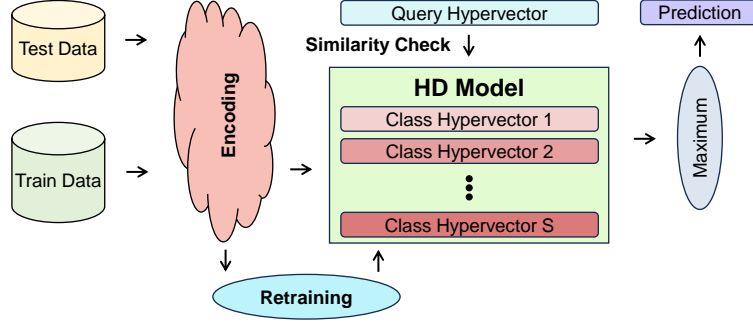 Test Data
Train Data
Encoding
Query Hypervector
Similarity Check
HD Model
Class Hypervector 1
Class Hypervector 2
Class Hypervector S
Retraining
Maximum
Prediction